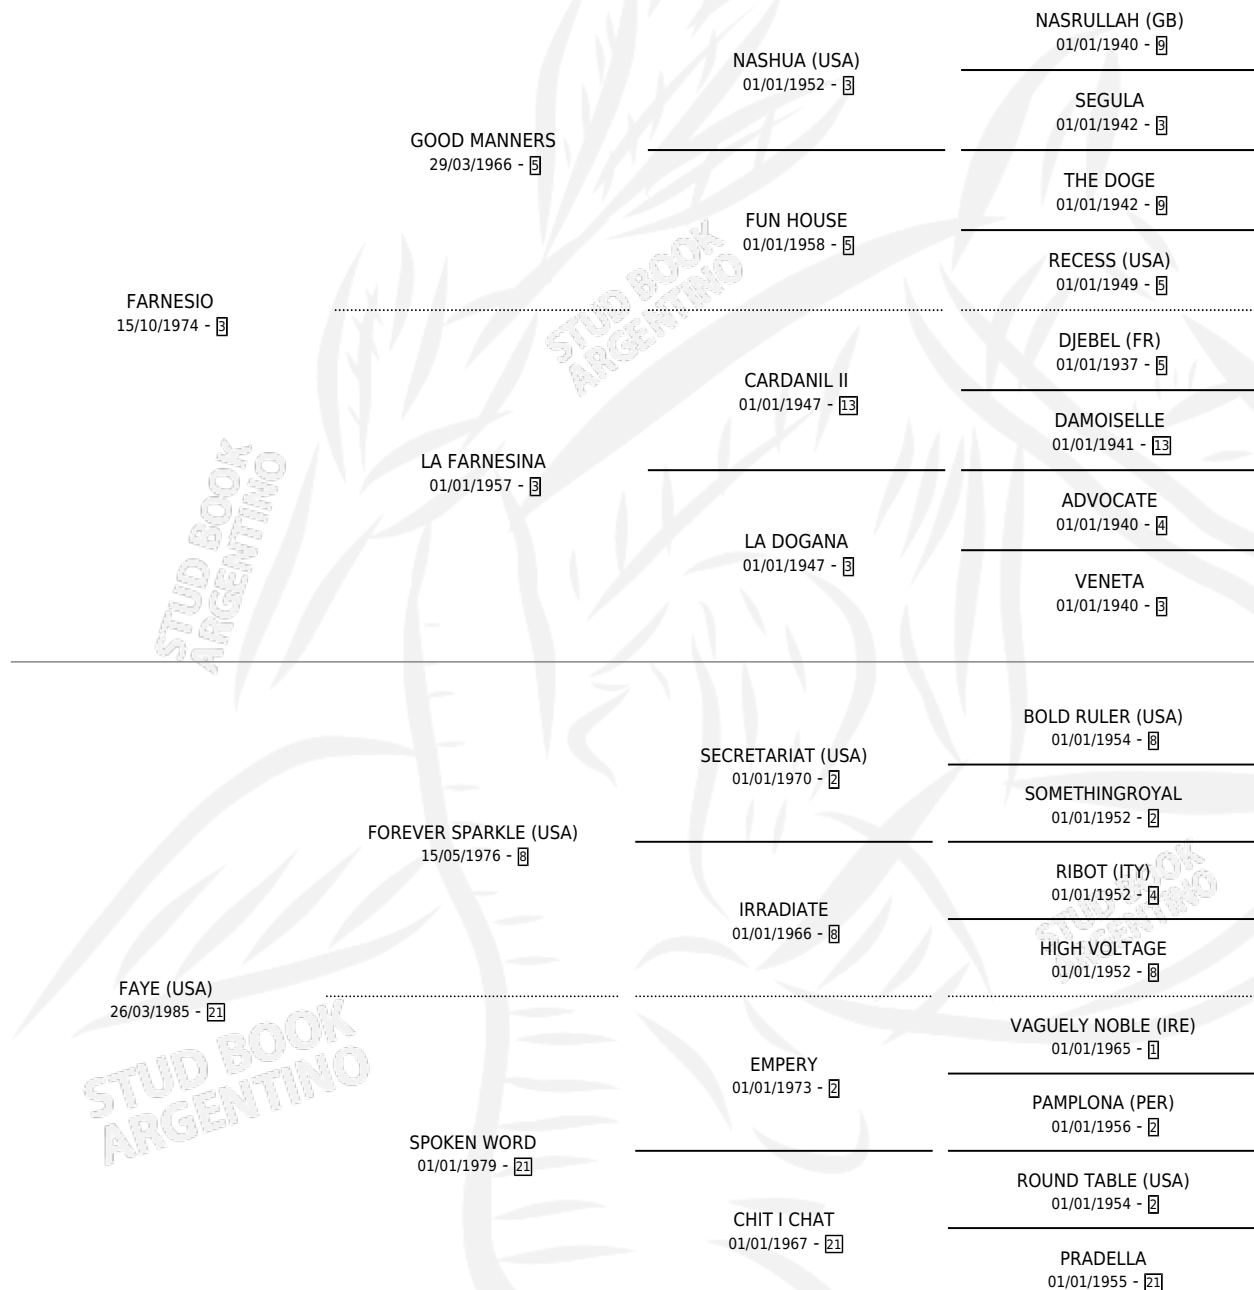 NASRULLAH (GB)
01/01/1940 - 9
NASHUA (USA)
01/01/1952 - 3
SEGULA
01/01/1942 - 3
GOOD MANNERS
29/03/1966 - 5
THE DOGE
01/01/1942 - 9
FUN HOUSE
01/01/1958 - 5
RECESS (USA)
01/01/1949 - 5
FARNESIO
15/10/1974 - 3
DJEBEL (FR)
01/01/1937 - 5
CARDANIL II
01/01/1947 - 13
DAMOISELLE
01/01/1941 - 13
LA FARNESINA
01/01/1957 - 3
ADVOCATE
01/01/1940 - 4
LA DOGANA
01/01/1947 - 3
VENETA
01/01/1940 - 3
BOLD RULER (USA)
01/01/1954 - 8
SECRETARIAT (USA)
01/01/1970 - 2
SOMETHINGROYAL
01/01/1952 - 2
FOREVER SPARKLE (USA)
15/05/1976 - 8
RIBOT (ITY)
01/01/1952 - 4
IRRADIATE
01/01/1966 - 8
HIGH VOLTAGE
01/01/1952 - 8
FAYE (USA)
26/03/1985 - 21
VAGUELY NOBLE (IRE)
01/01/1965 - 1
EMPERY
01/01/1973 - 2
PAMPLONA (PER)
01/01/1956 - 2
SPOKEN WORD
01/01/1979 - 21
ROUND TABLE (USA)
01/01/1954 - 2
CHIT I CHAT
01/01/1967 - 21
PRADELLA
01/01/1955 - 21
STUD BOOK
ARGENTINO
STUD BOOK
ARGENTINO
STUD BOOK
ARGENTINO
STUD BOOK
ARGENTINO